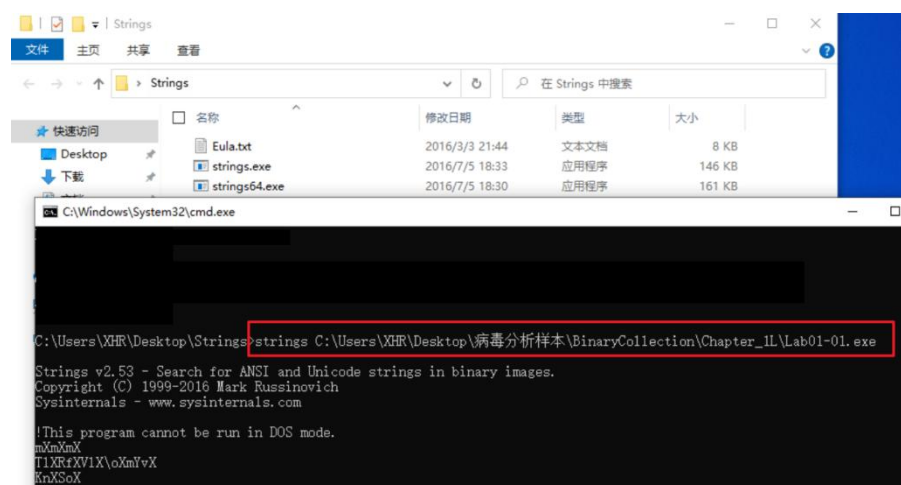 Strings
文件 主页 共享 查看
Strings
在 Strings 中搜索
名称 修改日期 类型 大小
快速访问
Desktop
下载
Eula.txt 2016/3/3 21:44 文本文档 8 KB
strings.exe 2016/7/5 18:33 应用程序 146 KB
strings64.exe 2016/7/5 18:30 应用程序 161 KB
C:\Windows\System32\cmd.exe
C:\Users\XHR\Desktop\Strings>strings C:\Users\XHR\Desktop\病毒分析样本\BinaryCollection\Chapter_1L\Lab01-01.exe
Strings v2.53 - Search for ANSI and Unicode strings in binary images.
Copyright (C) 1999-2016 Mark Russinovich
Sysinternals - www.sysinternals.com
!This program cannot be run in DOS mode.
mXmXmX
T1XRfXV1X\oXmYvX
KnXSoX